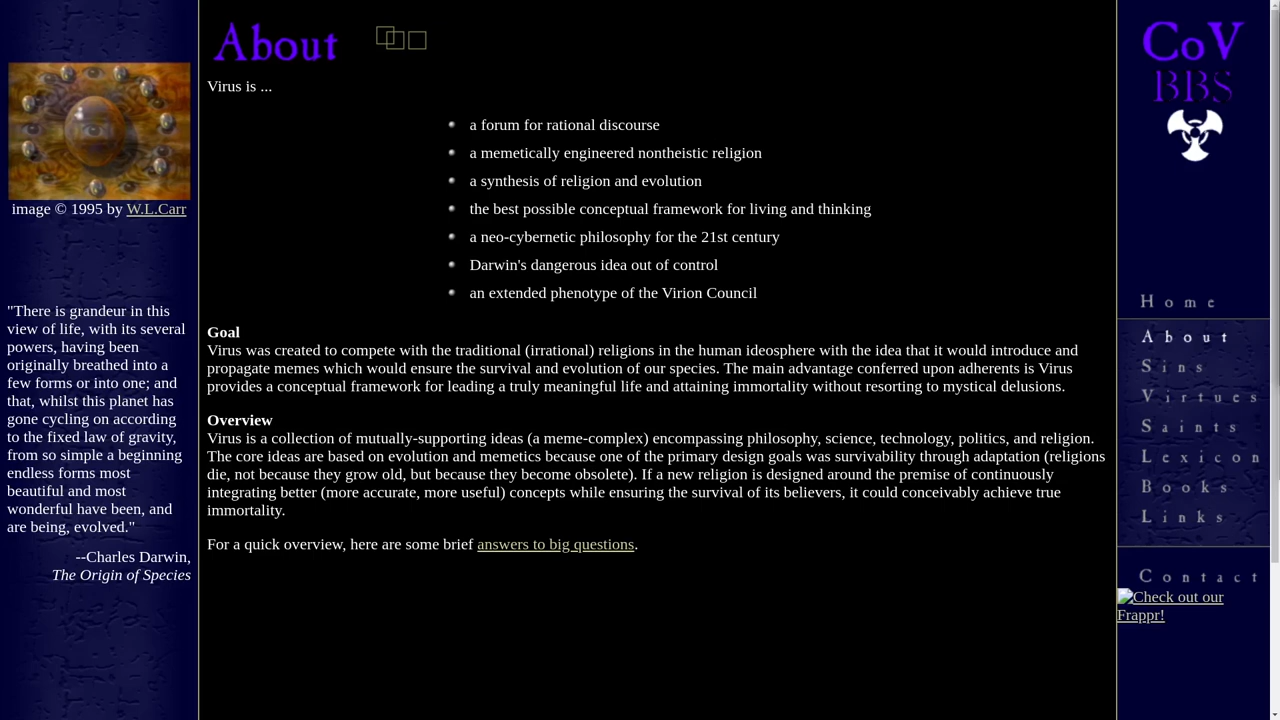 About
Virus is ...
a forum for rational discourse
a memetically engineered nontheistic religion
a synthesis of religion and evolution
the best possible conceptual framework for living and thinking
a neo-cybernetic philosophy for the 21st century
Darwin's dangerous idea out of control
an extended phenotype of the Virion Council
Goal
Virus was created to compete with the traditional (irrational) religions in the human ideosphere with the idea that it would introduce and
propagate memes which would ensure the survival and evolution of our species. The main advantage conferred upon adherents is Virus
provides a conceptual framework for leading a truly meaningful life and attaining immortality without resorting to mystical delusions.
Overview
Virus is a collection of mutually-supporting ideas (a meme-complex) encompassing philosophy, science, technology, politics, and religion.
The core ideas are based on evolution and memetics because one of the primary design goals was survivability through adaptation (religions
die, not because they grow old, but because they become obsolete). If a new religion is designed around the premise of continuously
integrating better (more accurate, more useful) concepts while ensuring the survival of its believers, it could conceivably achieve true
immortality.
For a quick overview, here are some brief answers to big questions.
image © 1995 by W.L.Carr
"There is grandeur in this
view of life, with its several
powers, having been
originally breathed into a
few forms or into one; and
that, whilst this planet has
gone cycling on according
to the fixed law of gravity,
from so simple a beginning
endless forms most
beautiful and most
wonderful have been, and
are being, evolved."
--Charles Darwin,
The Origin of Species
CoV
BBS
Home
About
Sins
Virtues
Saints
Lexicon
Books
Links
Contact
Check out our
Frappr!